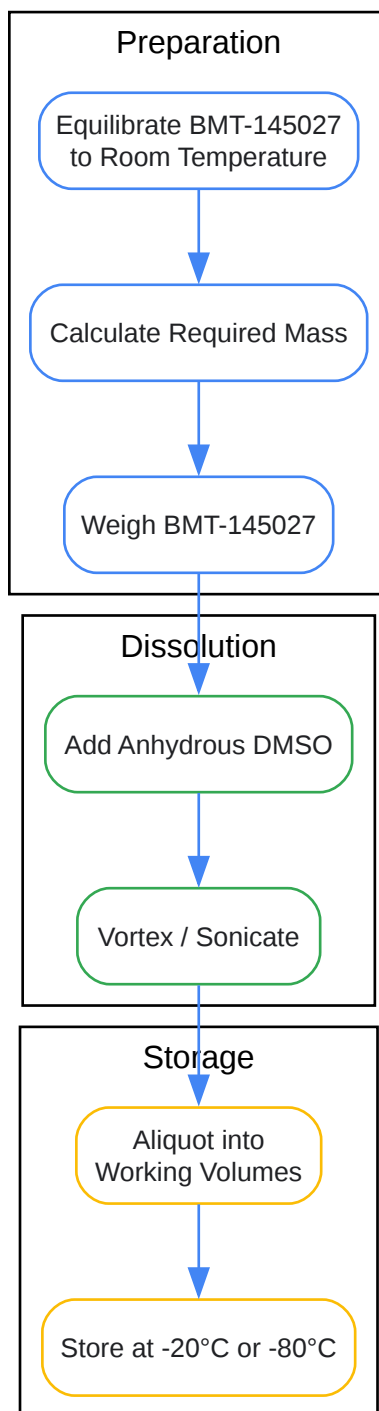 Preparation
Equilibrate BMT-145027
to Room Temperature
Calculate Required Mass
Weigh BMT-145027
Dissolution
Add Anhydrous DMSO
Vortex / Sonicate
Storage
Aliquot into
Working Volumes
Store at -20°C or -80°C